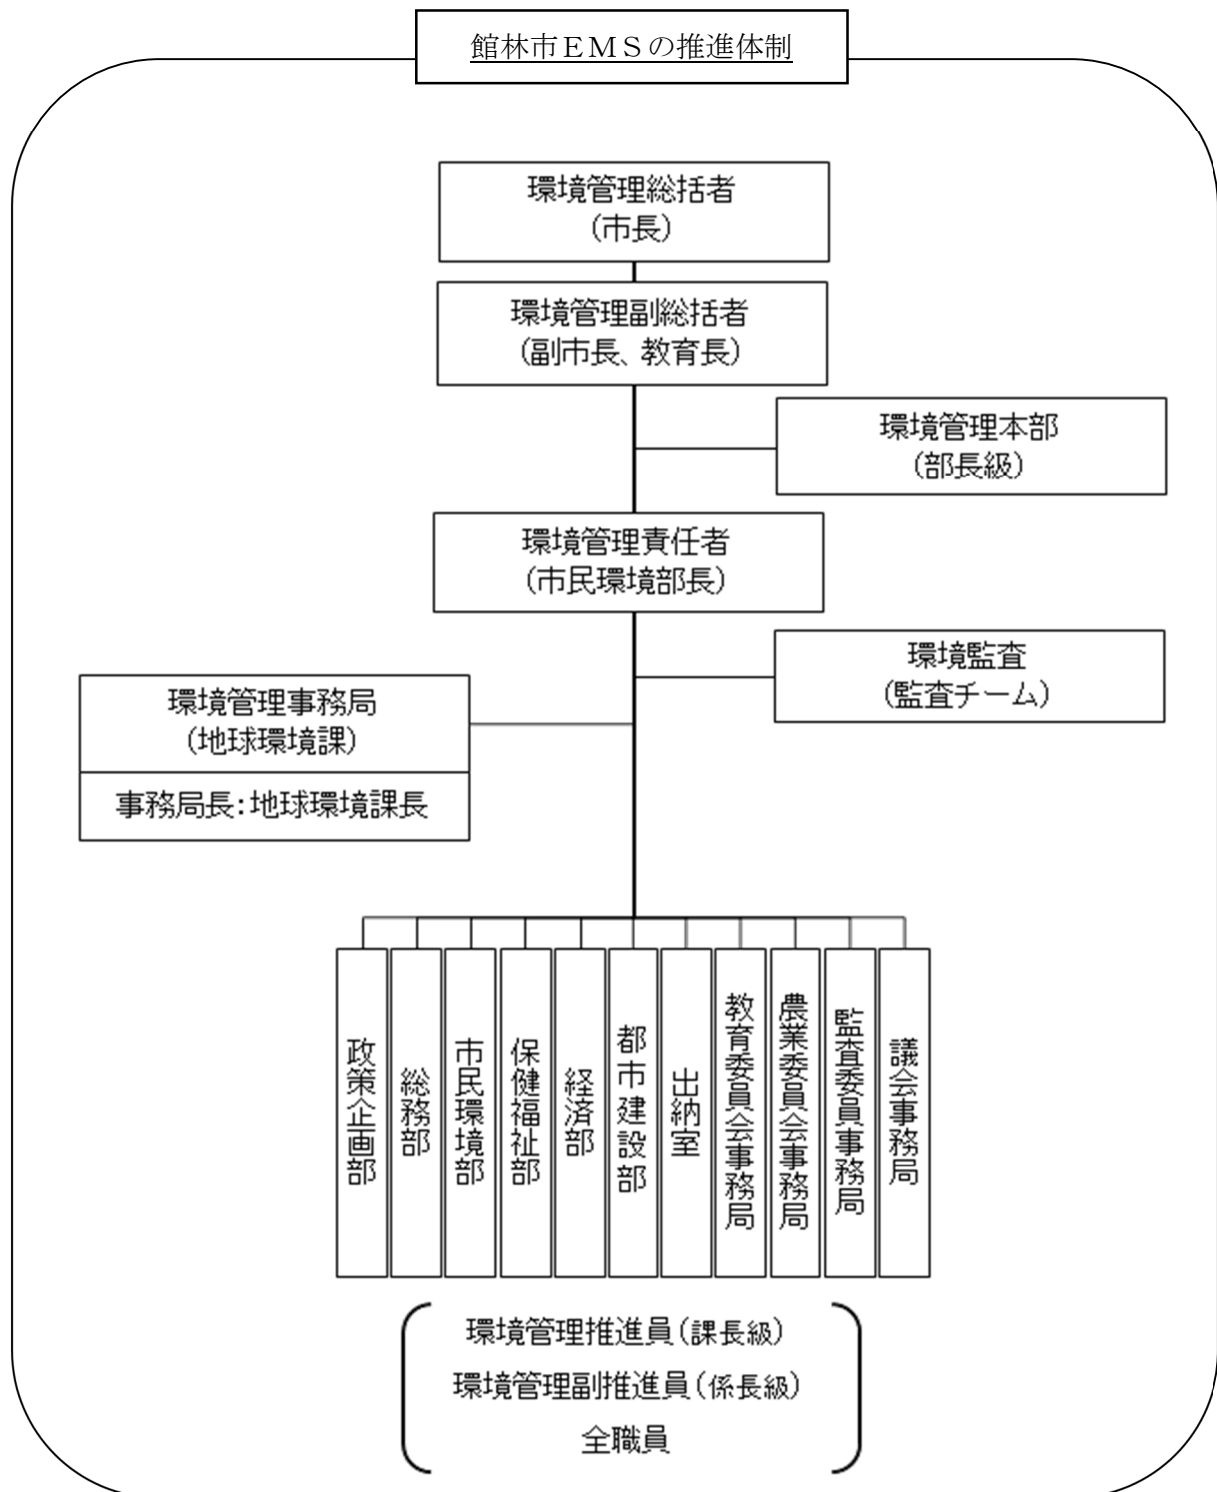 館林市ＥＭＳの推進体制
環境管理総括者
(市長)
環境管理副総括者
(副市長、教育長)
環境管理本部
(部長級)
環境管理責任者
(市民環境部長)
環境監査
(監査チーム)
環境管理事務局
(地球環境課)
事務局長:地球環境課長
政策企画部
総務部
市民環境部
保健福祉部
経済部
都市建設部
出納室
教育委員会事務局
農業委員会事務局
監査委員事務局
議会事務局
環境管理推進員(課長級)
環境管理副推進員(係長級)
全職員